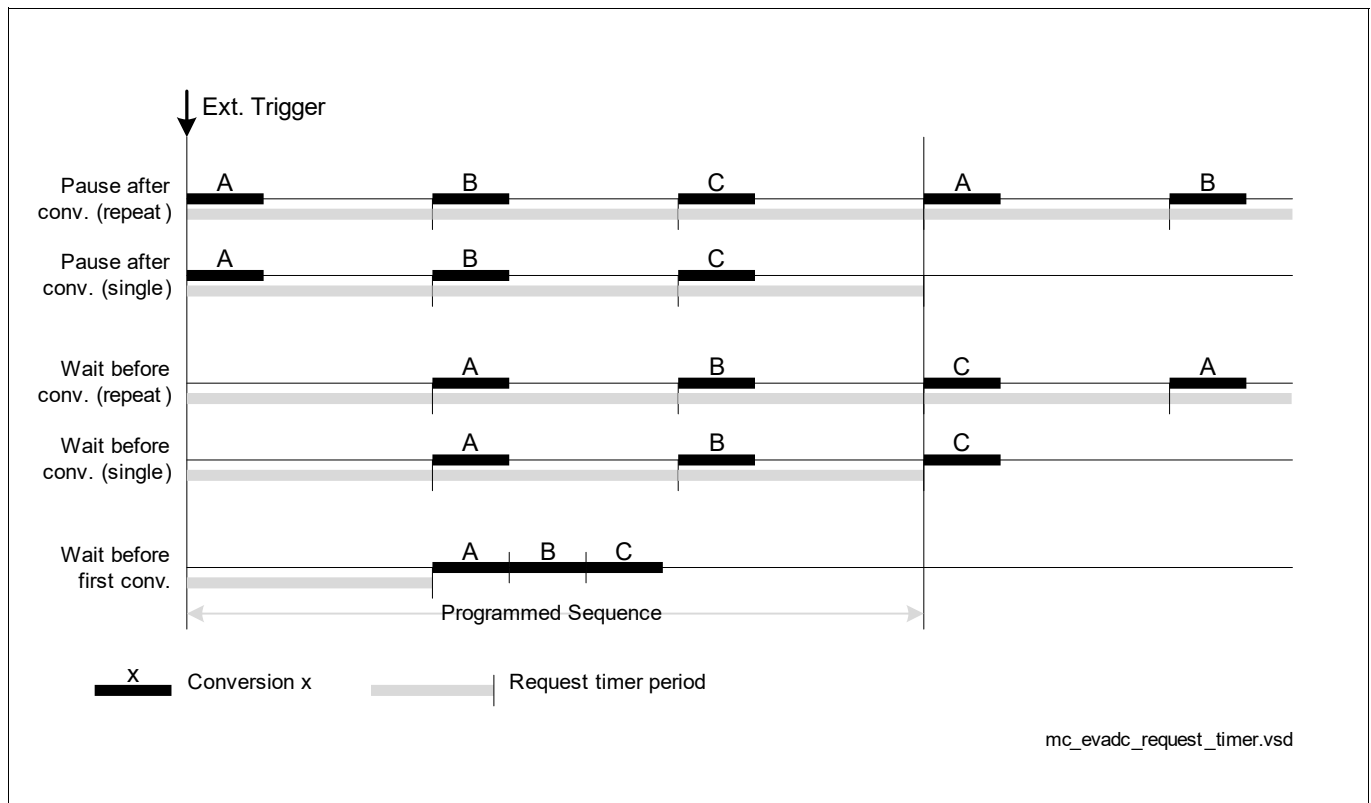 Ext. Trigger
Pause after
conv. (repeat)
A B C A B
Pause after
conv. (single)
A B C
Wait before
conv. (repeat)
A B C A
Wait before
conv. (single)
A B C
Wait before
first conv.
A B C
Programmed Sequence
x
Conversion x
Request timer period
mc_evadc_request_timer.vsd